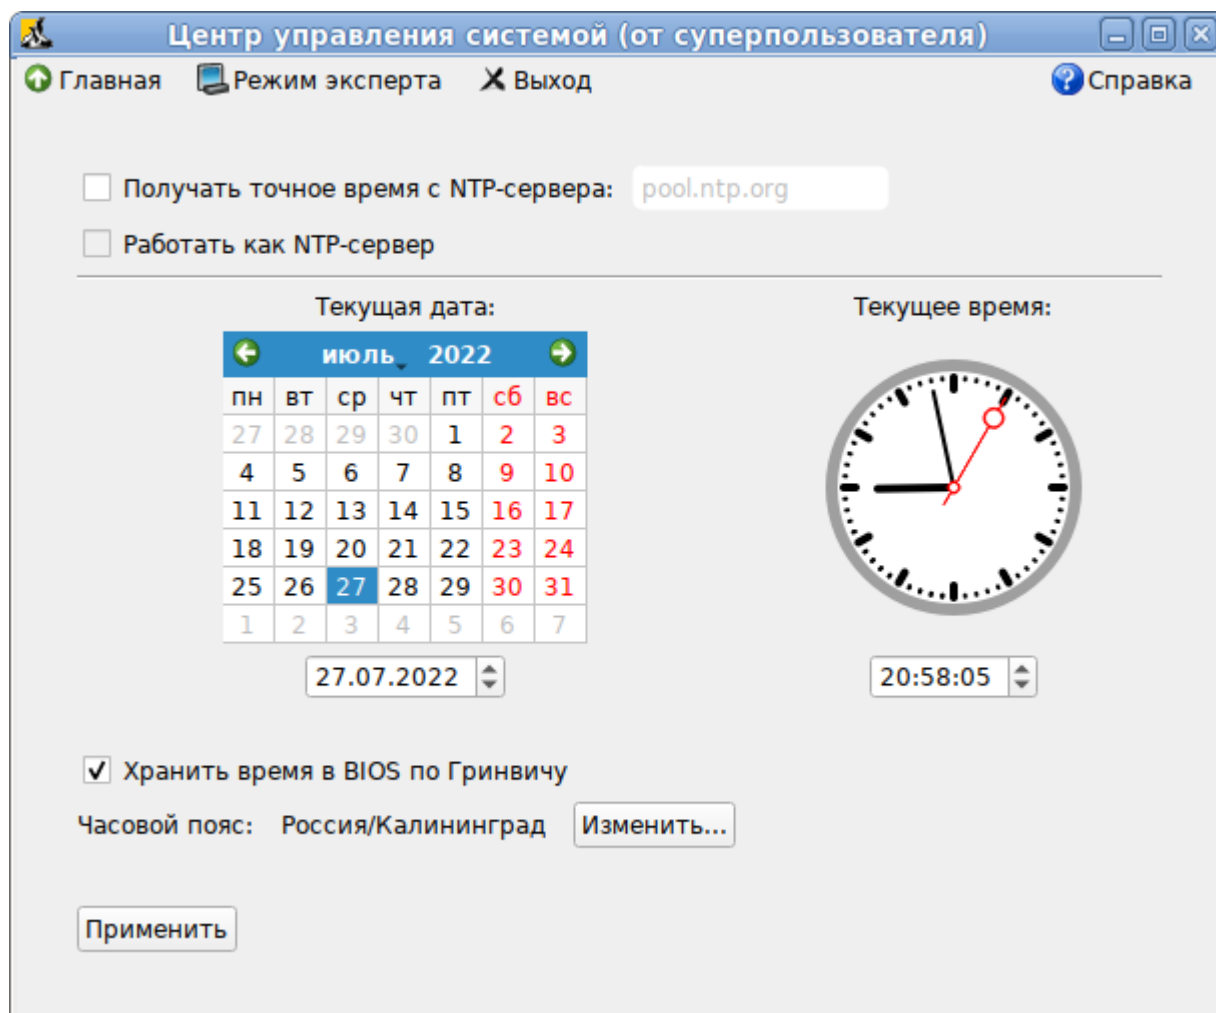 Центр управления системой (от суперпользователя)
Главная Режим эксперта Выход Справка
Получать точное время с NTP-сервера: pool.ntp.org
Работать как NTP-сервер
Текущая дата: Текущее время:
июль 2022
пн вт ср чт пт сб вс
27 28 29 30 1 2 3
4 5 6 7 8 9 10
11 12 13 14 15 16 17
18 19 20 21 22 23 24
25 26 27 28 29 30 31
1 2 3 4 5 6 7
27.07.2022 20:58:05
Хранить время в BIOS по Гринвичу
Часовой пояс: Россия/Калининград Изменить...
Применить